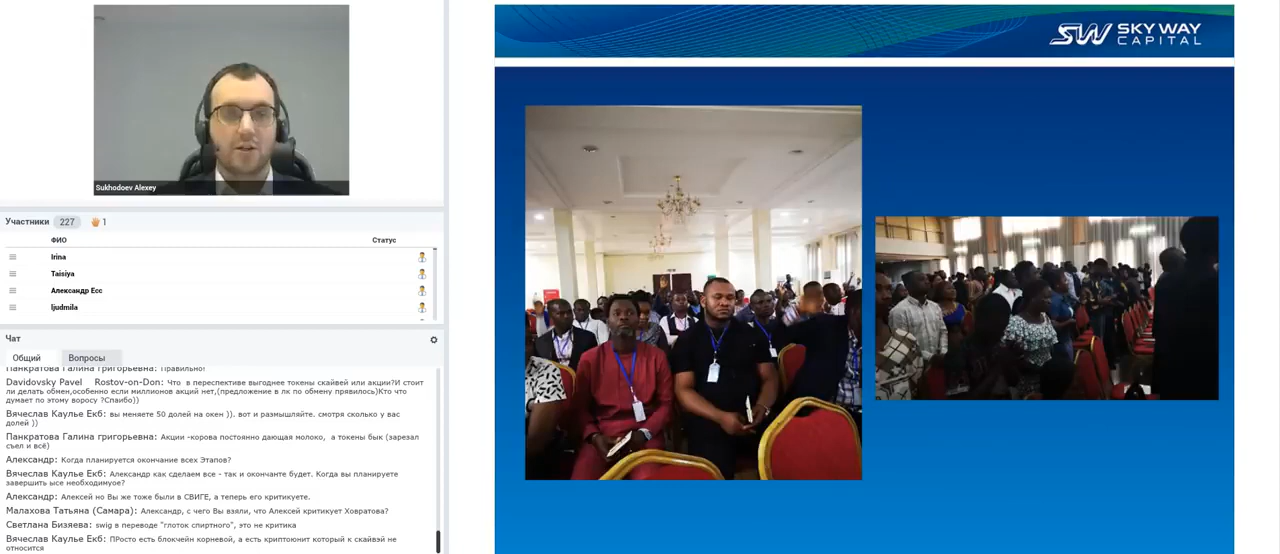 SW SKY WAY
CAPITAL
Sukhodoev Alexey
Участники 227 1
ФИО Статус
Irina
Taisiya
Александр Есс
ljudmila
Чат
Общий Вопросы
Панкратова Галина григорьевна: Правильно!
Davidovsky Pavel Rostov-on-Don: Что в переспективе выгоднее токены скайвей или акции?И стоит
ли делать обмен,особенно если миллионов акций нет,(предложение в лк по обмену прявилось)Кто что
думает по этому воросу ?Спаибо))
Вячеслав Каулье Екб: вы меняете 50 долей на окен )). вот и размышляите. смотря сколько у вас
долей ))
Панкратова Галина григорьевна: Акции -корова постоянно дающая молоко, а токены бык (зарезал
съел и всё)
Александр: Когда планируется окончание всех Этапов?
Вячеслав Каулье Екб: Александр как сделаем все - так и окончанте будет. Когда вы планируете
завершить ысе необходимуое?
Александр: Алексей но Вы же тоже были в СВИГЕ, а теперь его критикуете.
Малахова Татьяна (Самара): Александр, с чего Вы взяли, что Алексей критикует Ховратова?
Светлана Бизяева: swig в переводе "глоток спиртного", это не критика
Вячеслав Каулье Екб: ПРосто есть блокчейн корневой, а есть криптоюнит который к скайвэй не
относится